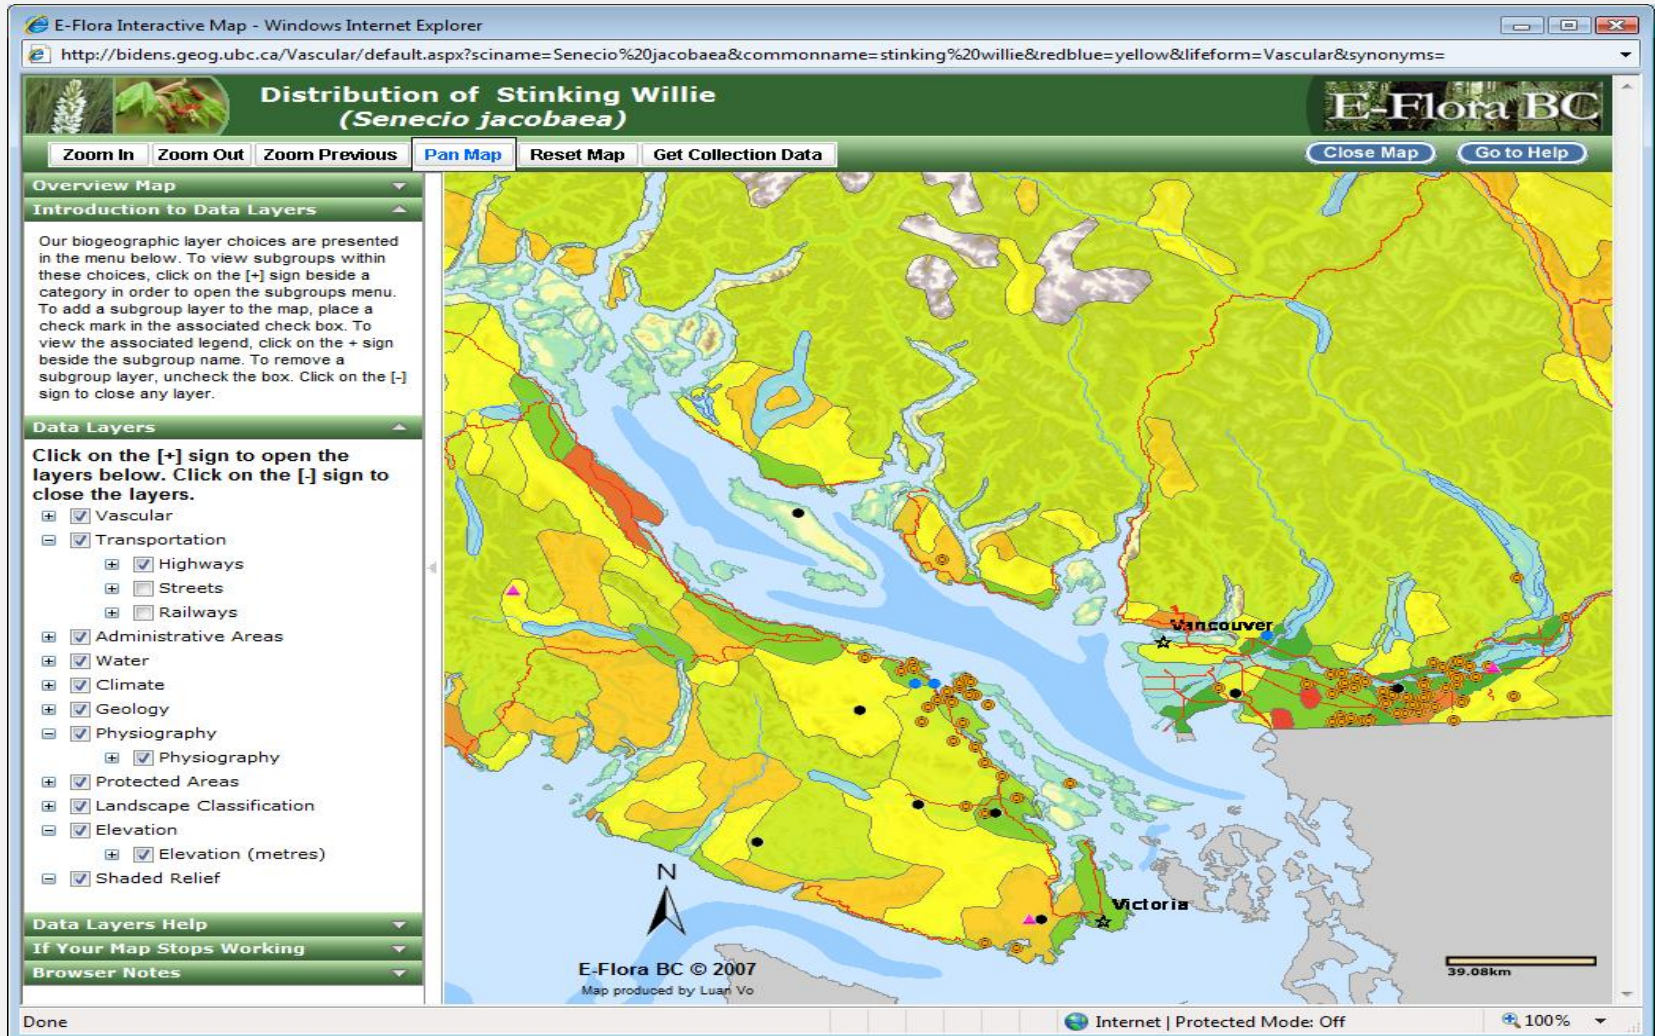 E-Flora Interactive Map - Windows Internet Explorer
http://bidens.geog.ubc.ca/Vascular/default.aspx?sciname=Senecio%20jacobaea&commonname=stinking%20willie&redblue=yellow&lifeform=Vascular&synonyms=
Distribution of Stinking Willie
(Senecio jacobaea)
E-Flora BC
Zoom In Zoom Out Zoom Previous Pan Map Reset Map Get Collection Data
Close Map Go to Help
Overview Map
Introduction to Data Layers
Our biogeographic layer choices are presented
in the menu below. To view subgroups within
these choices, click on the [+] sign beside a
category in order to open the subgroups menu.
To add a subgroup layer to the map, place a
check mark in the associated check box. To
view the associated legend, click on the + sign
beside the subgroup name. To remove a
subgroup layer, uncheck the box. Click on the [-]
sign to close any layer.
Data Layers
Click on the [+] sign to open the
layers below. Click on the [-] sign to
close the layers.
Vascular
Transportation
Highways
Streets
Railways
Administrative Areas
Water
Climate
Geology
Physiography
Physiography
Protected Areas
Landscape Classification
Elevation
Elevation (metres)
Shaded Relief
Data Layers Help
If Your Map Stops Working
Browser Notes
Vancouver
Victoria
N
E-Flora BC © 2007
Map produced by Luan Vo
39.08km
Done
Internet | Protected Mode: Off
100%